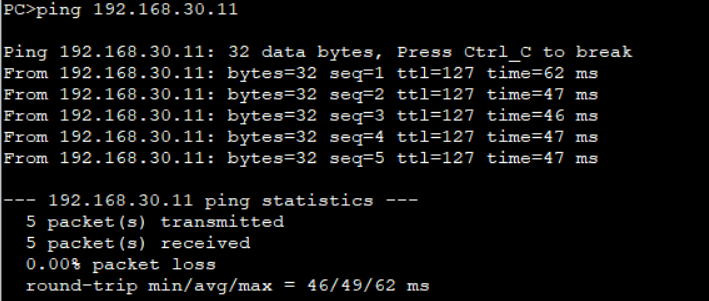 PC>ping 192.168.30.11

Ping 192.168.30.11: 32 data bytes, Press Ctrl_C to break
From 192.168.30.11: bytes=32 seq=1 ttl=127 time=62 ms
From 192.168.30.11: bytes=32 seq=2 ttl=127 time=47 ms
From 192.168.30.11: bytes=32 seq=3 ttl=127 time=46 ms
From 192.168.30.11: bytes=32 seq=4 ttl=127 time=47 ms
From 192.168.30.11: bytes=32 seq=5 ttl=127 time=47 ms

--- 192.168.30.11 ping statistics ---
  5 packet(s) transmitted
  5 packet(s) received
  0.00% packet loss
  round-trip min/avg/max = 46/49/62 ms